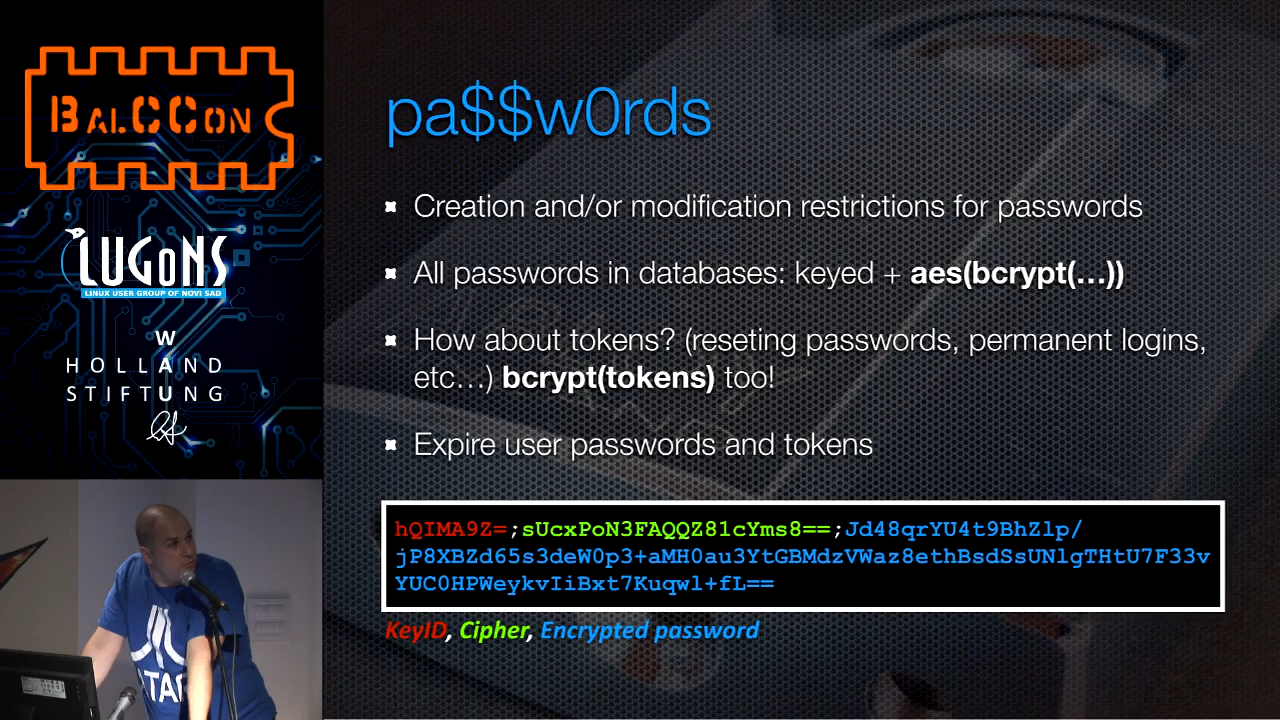 BALCCON
LUGONS
LINUX USER GROUP OF NOVI SAD
W
HOLLAND
STIFTUNG
pa$$w0rds
Creation and/or modification restrictions for passwords
All passwords in databases: keyed + aes(bcrypt(…))
How about tokens? (reseting passwords, permanent logins,
etc…) bcrypt(tokens) too!
Expire user passwords and tokens
hQIMA9Z=;sUcxPoN3FAQQZ81cYms8==;Jd48qrYU4t9BhZlp/
jP8XBZd65s3deW0p3+aMH0au3YtGBMdzVWaz8ethBsdSsUNlgTHtU7F33v
YUC0HPWeykvIiBxt7Kuqwl+fL==
KeyID, Cipher, Encrypted password